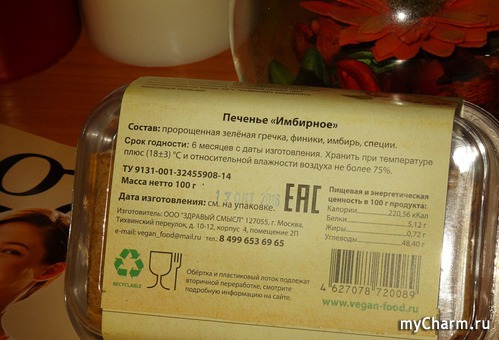 Печенье «Имбирное»
Состав: пророщенная зелёная гречка, финики, имбирь, специи.
Срок годности: 6 месяцев с даты изготовления. Хранить при температуре
плюс (18±3) °С и относительной влажности воздуха не более 75%.
ТУ 9131-001-32455908-14
Масса нетто 100 г
Дата изготовления: см. на упаковке.
Изготовитель: ООО "ЗДРАВЫЙ СМЫСЛ" 127055, г. Москва,
Тихвинский переулок, д. 10-12, корпус 4, помещение 2П
e-mail: vegan_food@mail.ru тел. 8 499 653 69 65
ЕАС
Пищевая и энергетическая
ценность в 100 г продукта:
Калории 220,56 кКал
Белки 5,12 г
Жиры 0,72 г
Углеводы 48,40 г
RECYCLABLE
Обёртка и пластиковый лоток подлежат
вторичной переработке, смотрите
подробную информацию на сайте.
4627078720089
www.vegan-food.ru
myCharm.ru